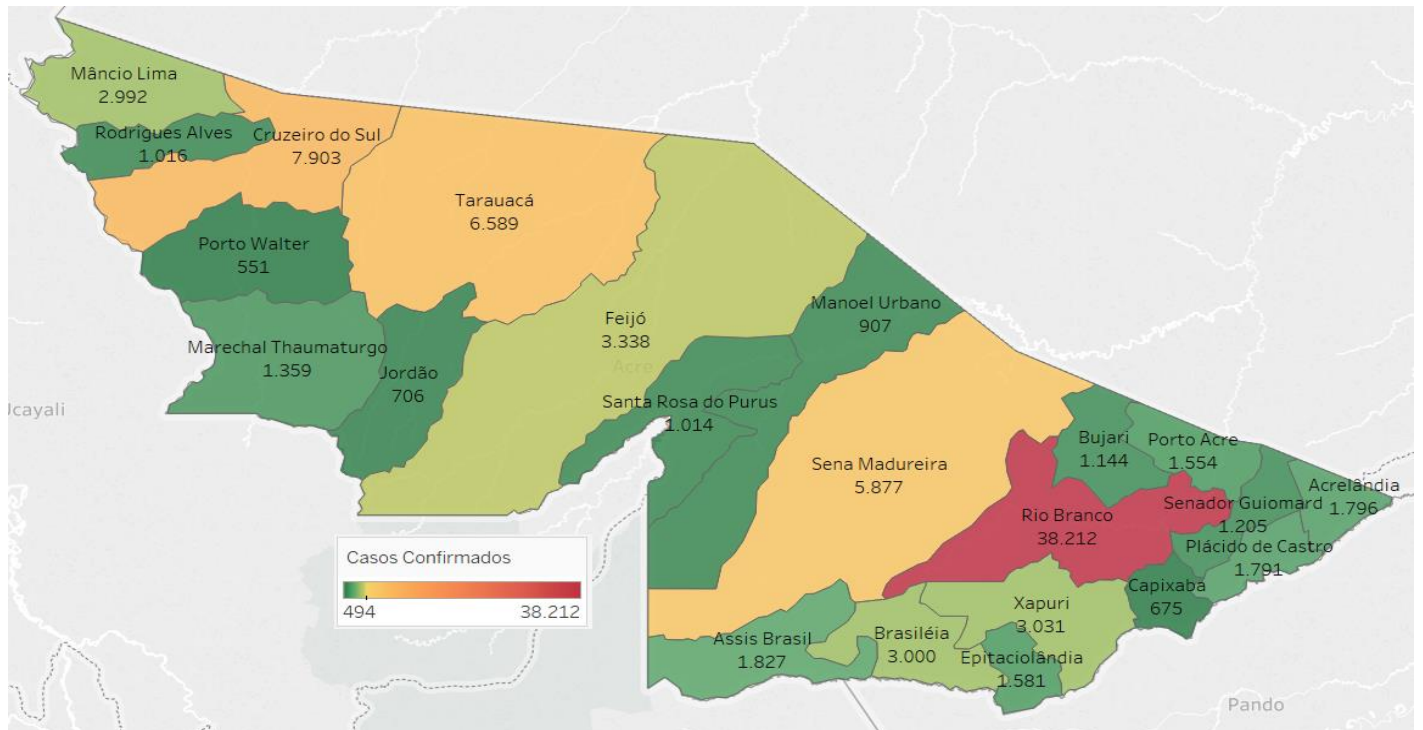 Mâncio Lima
2.992
Rodrigues Alves
1.016
Cruzeiro do Sul
7.903
Tarauacá
6.589
Porto Walter
551
Manoel Urbano
907
Feijó
3.338
Acre
Marechal Thaumaturgo
1.359
Jordão
706
Santa Rosa do Purus
1.014
Ucayali
Bujari
1.144
Porto Acre
1.554
Sena Madureira
5.877
Acrelândia
1.796
Senador Guiomard
1.205
Rio Branco
38.212
Plácido de Castro
1.791
Casos Confirmados
494 38.212
Capixaba
675
Xapuri
3.031
Assis Brasil
1.827
Brasiléia
3.000
Epitaciolândia
1.581
Pando